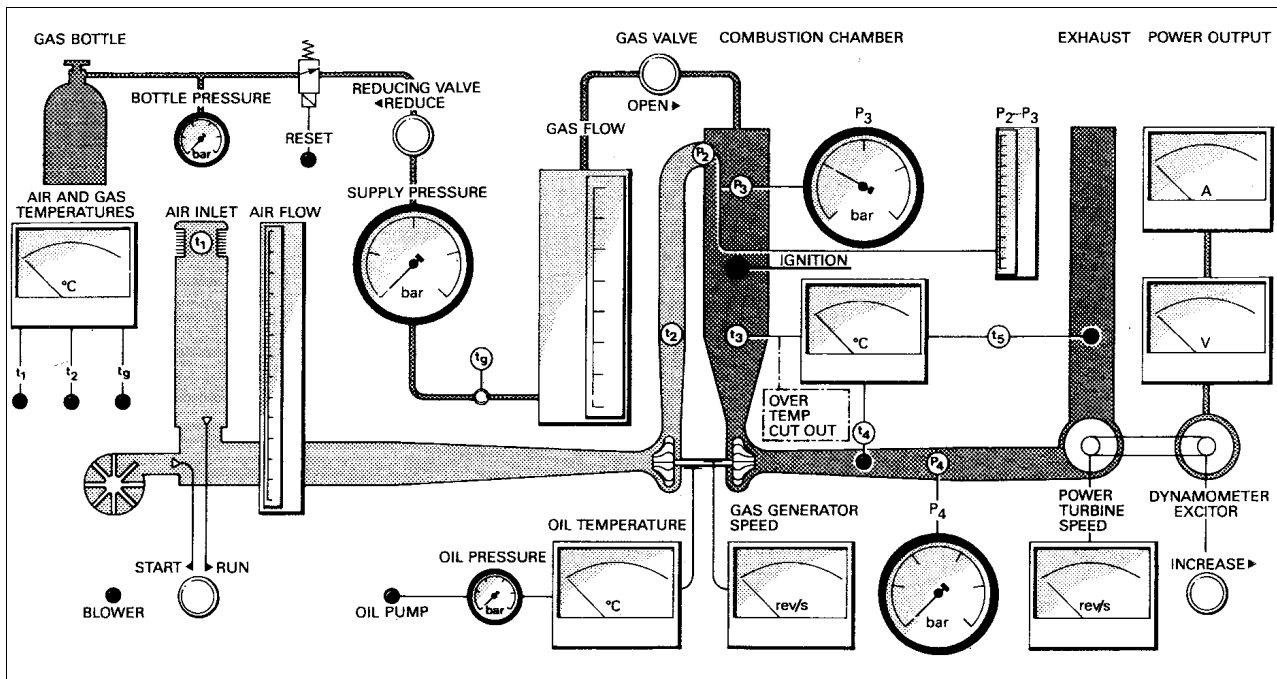 GAS BOTTLE
BOTTLE PRESSURE
bar
RESET
REDUCING VALVE
◄REDUCE
GAS FLOW
GAS VALVE
OPEN ►
COMBUSTION CHAMBER
EXHAUST
POWER OUTPUT
P3
P2-P3
P2
P3
bar
A
AIR AND GAS
TEMPERATURES
°C
AIR INLET
t1
AIR FLOW
SUPPLY PRESSURE
bar
IGNITION
t2
t3
°C
t5
V
t1
t2
tg
tg
OVER
TEMP
CUT OUT
t4
P4
P4
OIL TEMPERATURE
GAS GENERATOR
SPEED
POWER
TURBINE
SPEED
DYNAMOMETER
EXCITOR
OIL PRESSURE
START ◄ ► RUN
BLOWER
OIL PUMP
bar
°C
rev/s
bar
rev/s
INCREASE ►